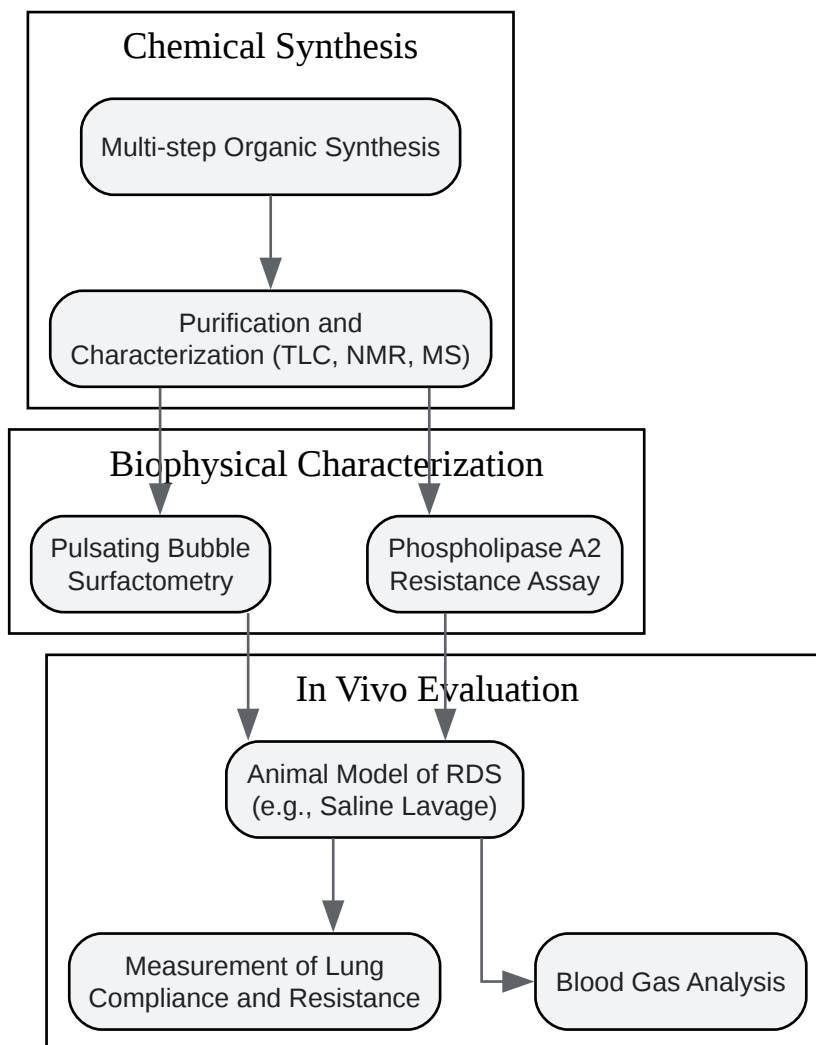 Chemical Synthesis
Multi-step Organic Synthesis
Purification and
Characterization (TLC, NMR, MS)
Biophysical Characterization
Pulsating Bubble
Surfactometry
Phospholipase A2
Resistance Assay
In Vivo Evaluation
Animal Model of RDS
(e.g., Saline Lavage)
Measurement of Lung
Compliance and Resistance
Blood Gas Analysis